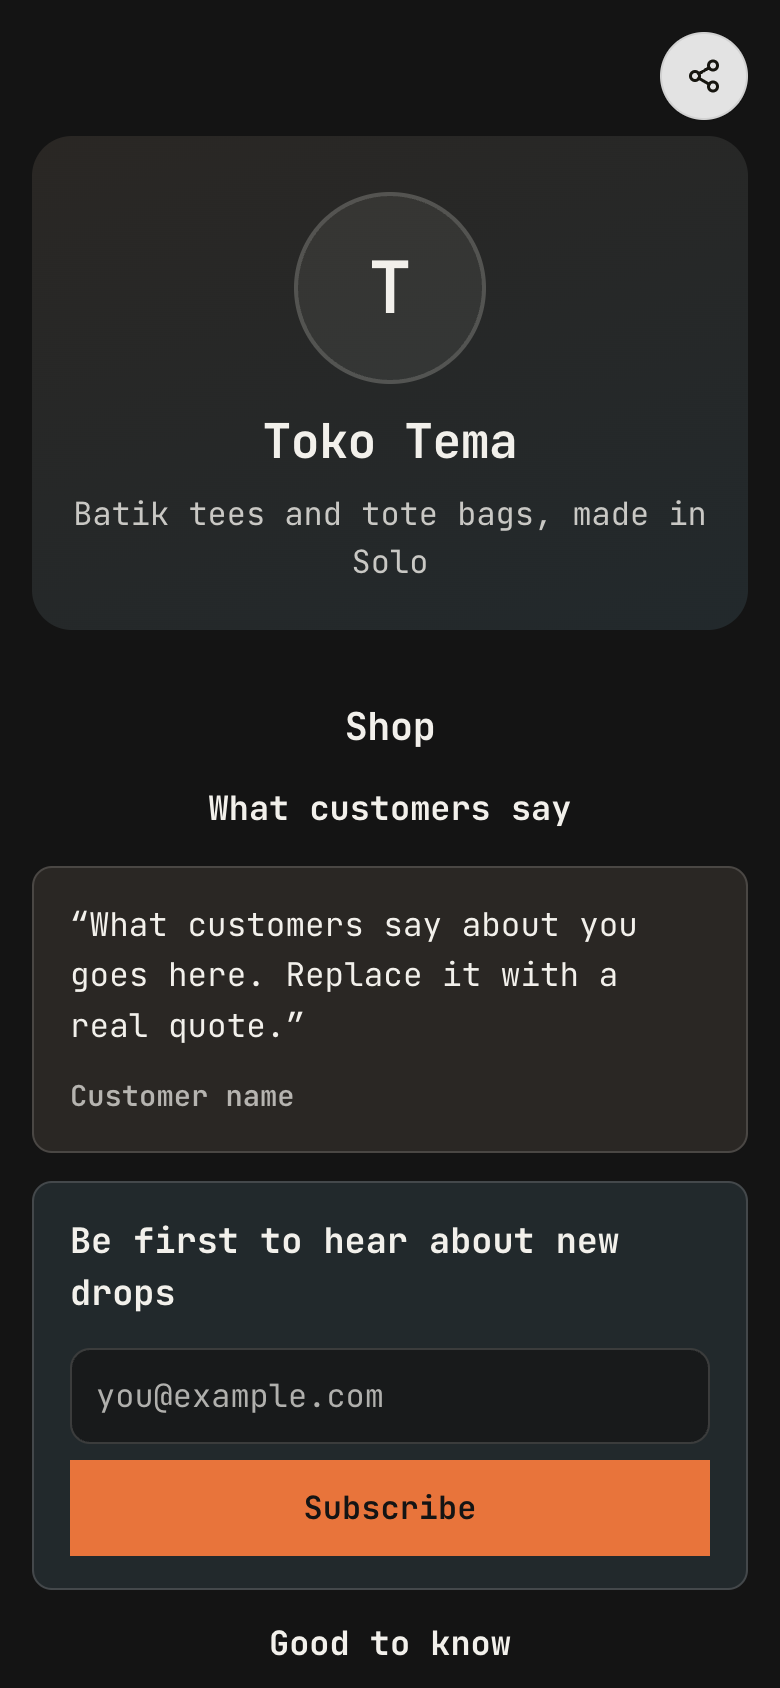 T
Toko Tema
Batik tees and tote bags, made in
Solo
Shop
What customers say
“What customers say about you
goes here. Replace it with a
real quote.”
Customer name
Be first to hear about new
drops
you@example.com
Subscribe
Good to know